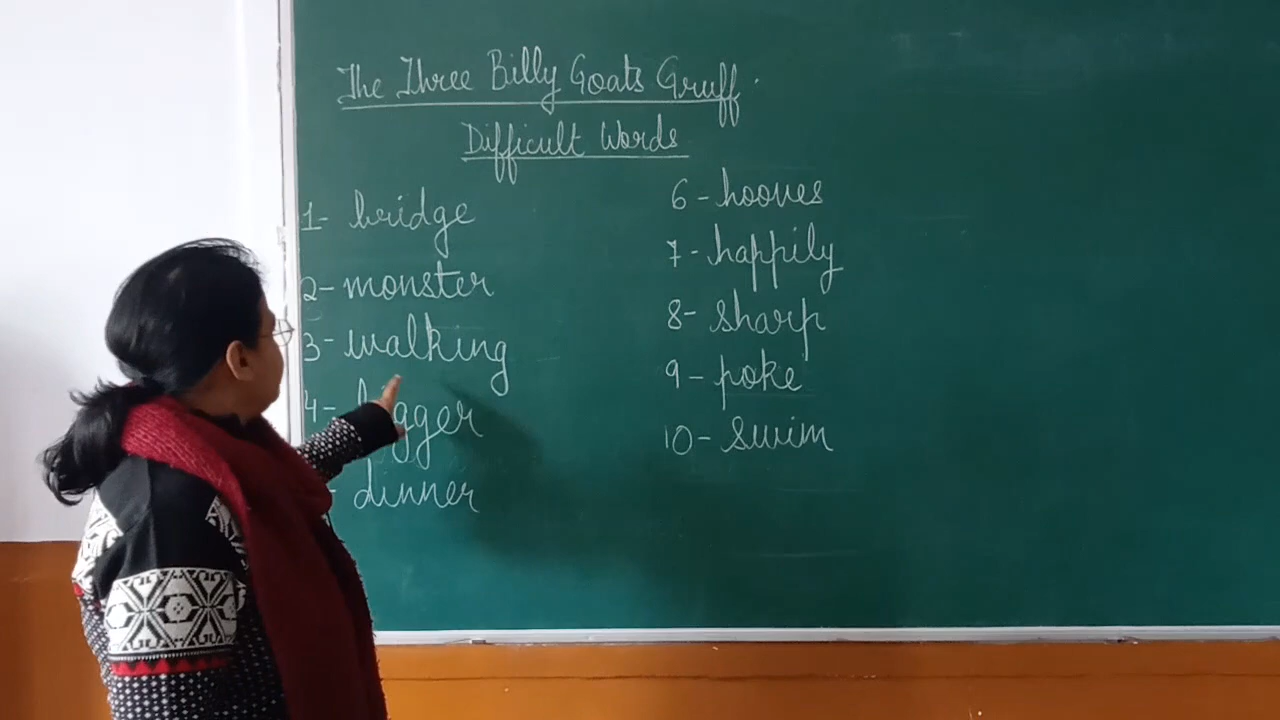 The Three Billy Goats Gruff.
Difficult Words
1- bridge
2- monster
3- walking
4- bigger
- dinner
6- hooves
7- happily
8- sharp
9- poke
10- swim